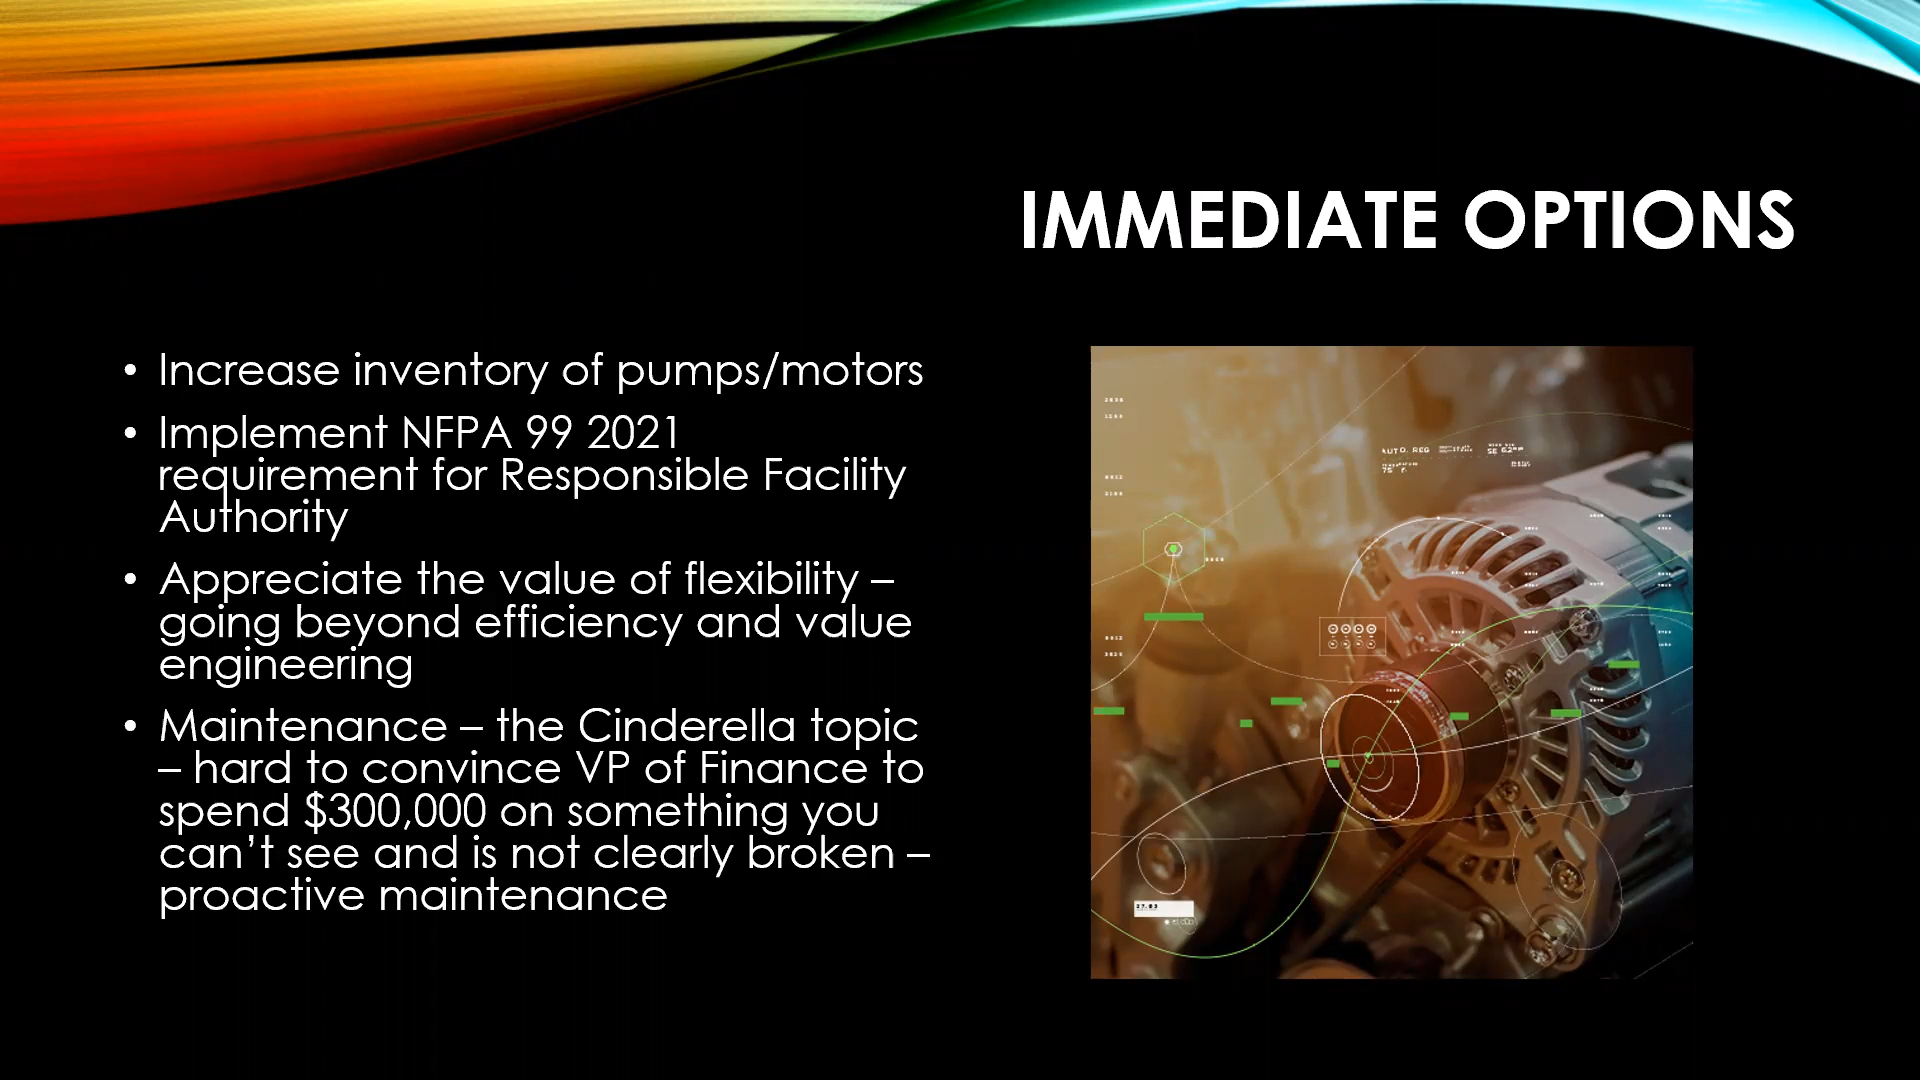 IMMEDIATE OPTIONS
• Increase inventory of pumps/motors
• Implement NFPA 99 2021
requirement for Responsible Facility
Authority
• Appreciate the value of flexibility –
going beyond efficiency and value
engineering
• Maintenance – the Cinderella topic
– hard to convince VP of Finance to
spend $300,000 on something you
can’t see and is not clearly broken –
proactive maintenance
AUTO. REG
27.03